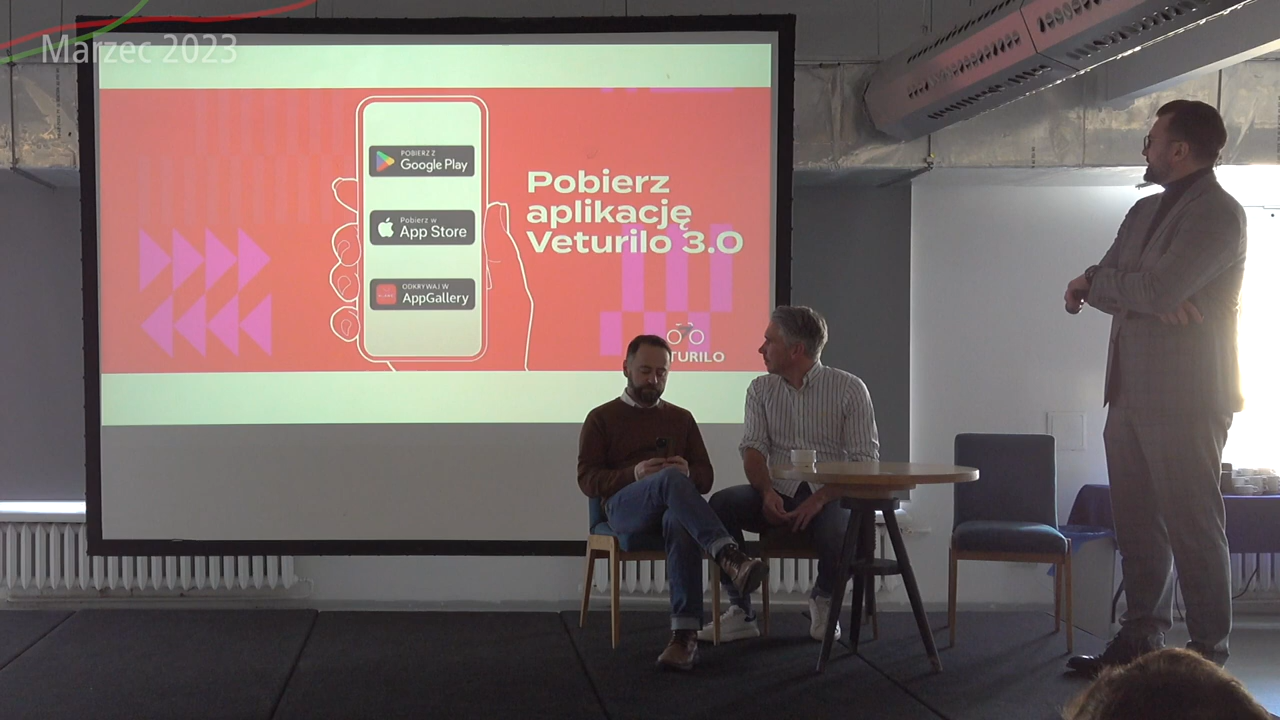 Marzec 2023
POBIERZ Z
Google Play
Pobierz w
App Store
ODKRYWAJ W
AppGallery
Pobierz
aplikację
Veturilo 3.0
TURILO